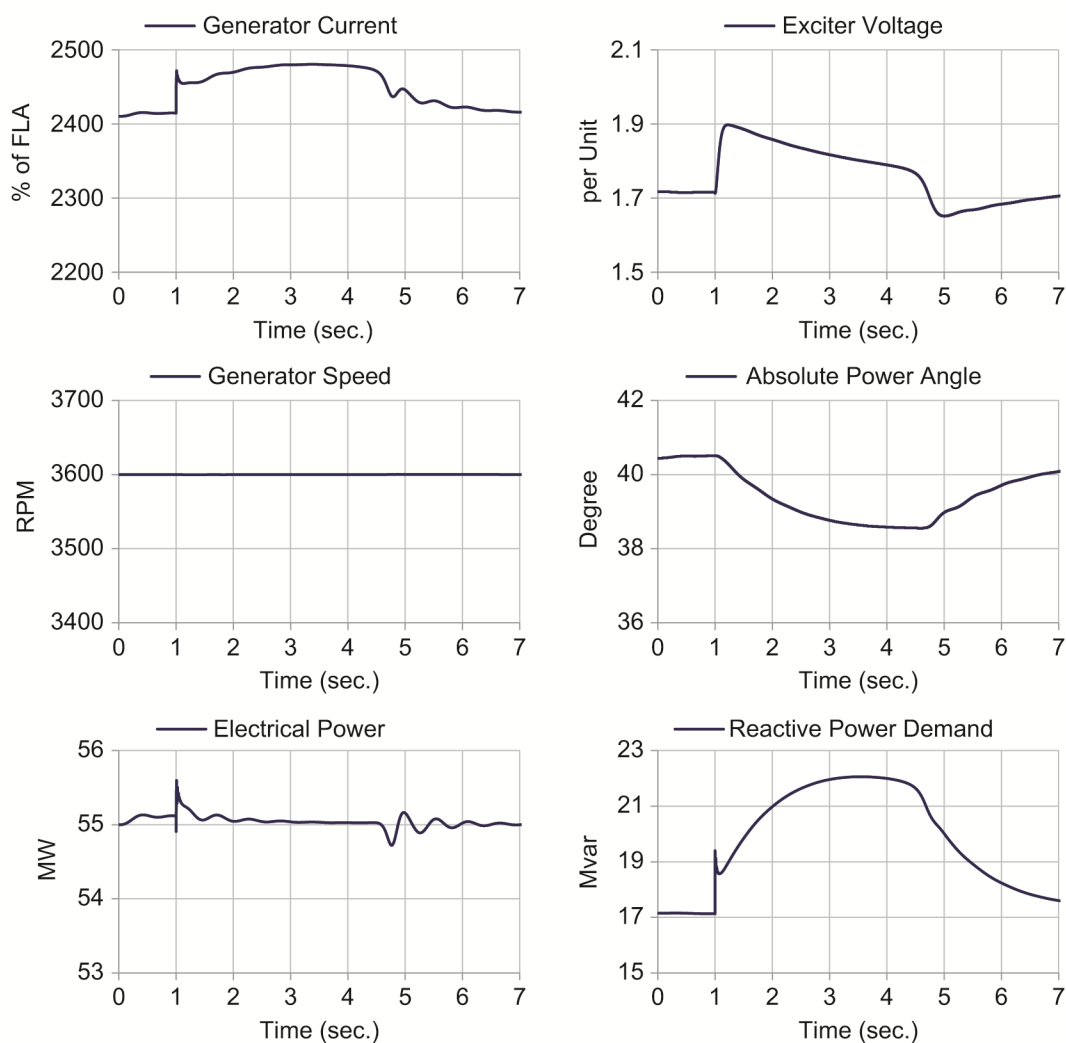 Generator Current
2500
2400
2300
2200
% of FLA
0 1 2 3 4 5 6 7
Time (sec.)
Exciter Voltage
2.1
1.9
1.7
1.5
per Unit
0 1 2 3 4 5 6 7
Time (sec.)
Generator Speed
3700
3600
3500
3400
RPM
0 1 2 3 4 5 6 7
Time (sec.)
Absolute Power Angle
42
40
38
36
Degree
0 1 2 3 4 5 6 7
Time (sec.)
Electrical Power
56
55
54
53
MW
0 1 2 3 4 5 6 7
Time (sec.)
Reactive Power Demand
23
21
19
17
15
Mvar
0 1 2 3 4 5 6 7
Time (sec.)